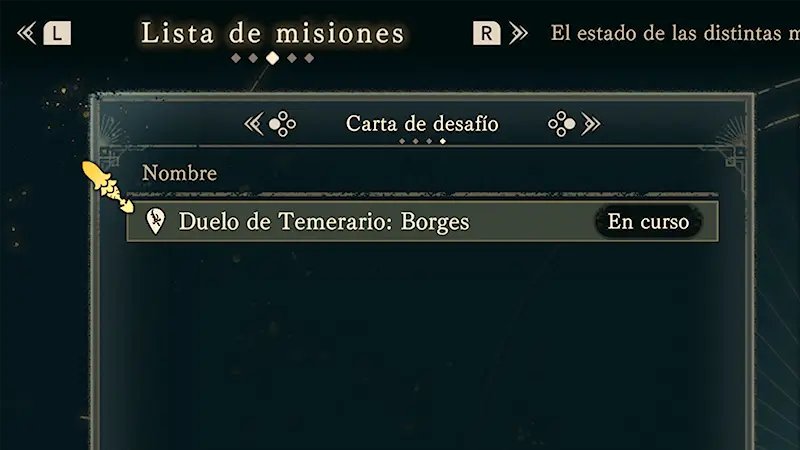 L Lista de misiones R El estado de las distintas
Carta de desafío
Nombre
Duelo de Temerario: Borges En curso